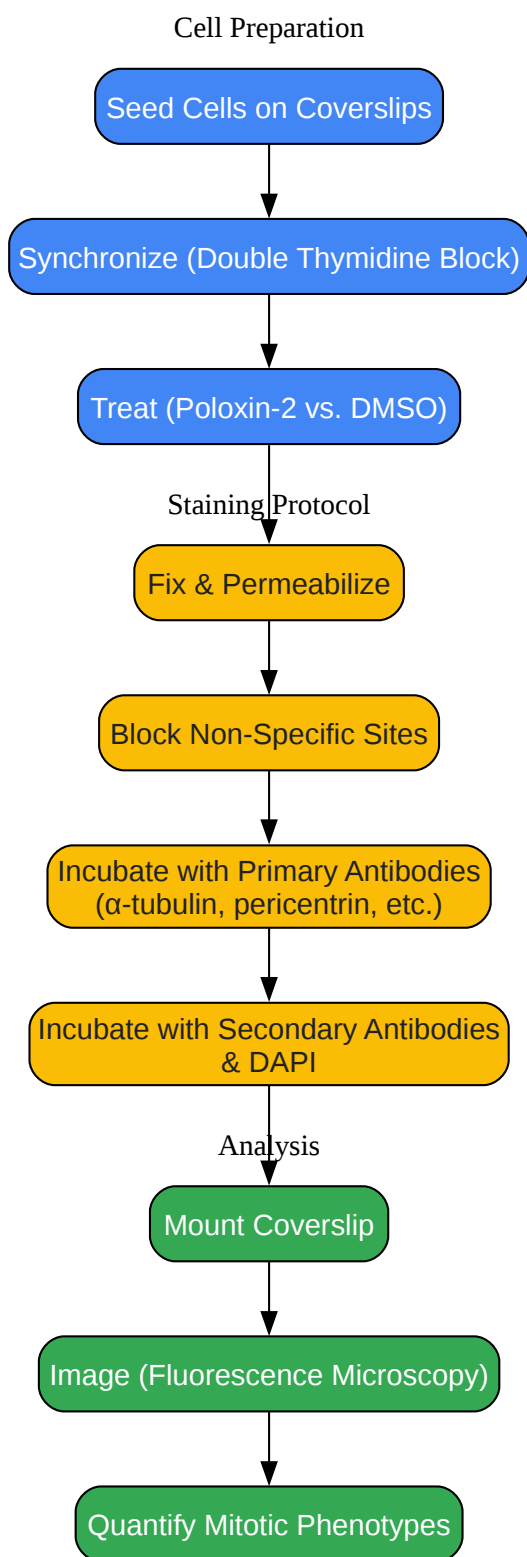 Cell Preparation
Seed Cells on Coverslips
Synchronize (Double Thymidine Block)
Treat (Poloxin-2 vs. DMSO)
Staining Protocol
Fix & Permeabilize
Block Non-Specific Sites
Incubate with Primary Antibodies
(α-tubulin, pericentrin, etc.)
Incubate with Secondary Antibodies
& DAPI
Analysis
Mount Coverslip
Image (Fluorescence Microscopy)
Quantify Mitotic Phenotypes